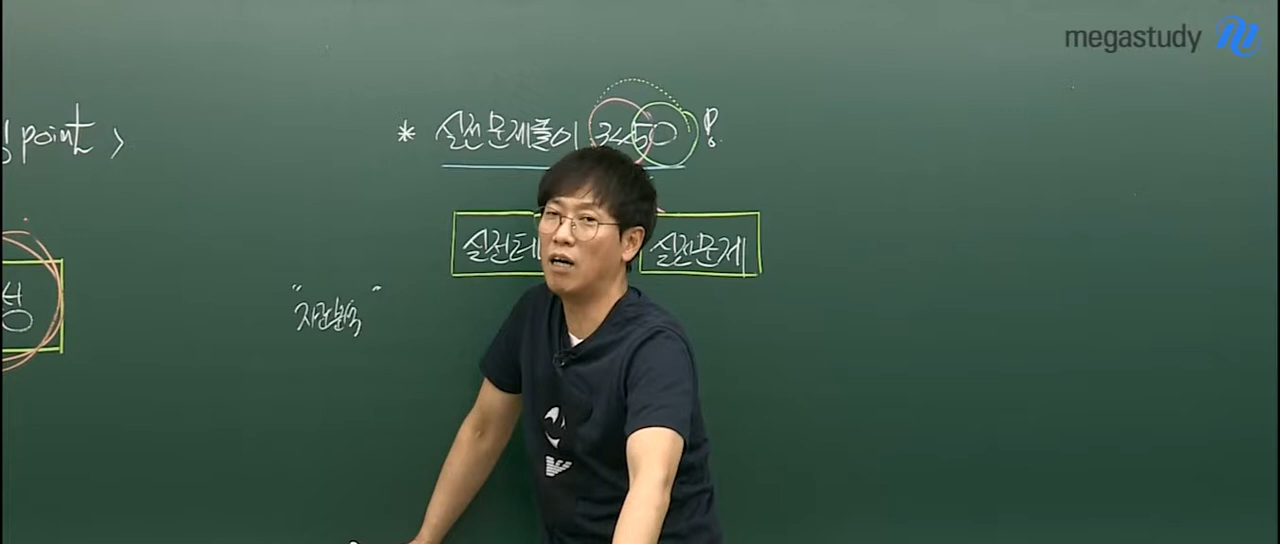 megastudy
point >
* 실전문제풀이 3450 !
실전 실전문제
"자료분석"